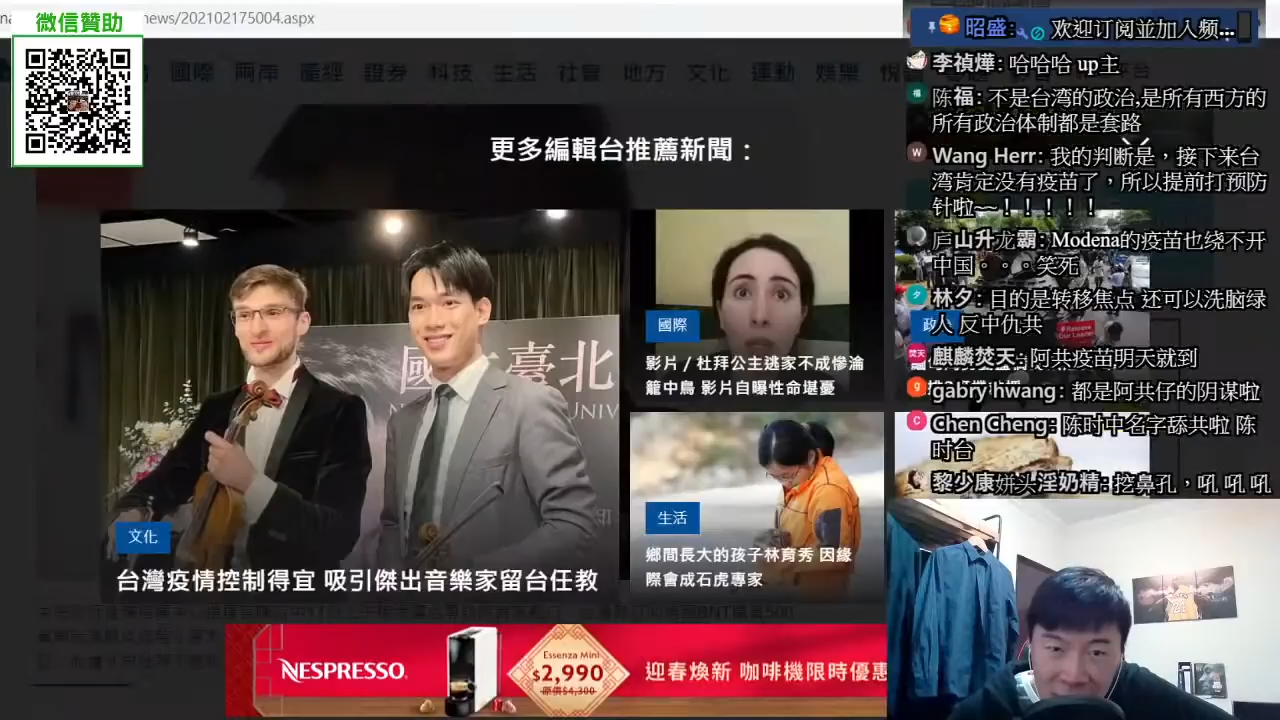 news/202102175004.aspx
微信贊助
國際 兩岸 產經 證券 科技 生活 社會 地方 文化 運動 娛樂 悅
更多編輯台推薦新聞：
文化
台灣疫情控制得宜 吸引傑出音樂家留台任教
國際
影片／杜拜公主逃家不成慘淪
籠中鳥 影片自曝性命堪憂
生活
鄉間長大的孩子林育秀 因緣
際會成石虎專家
NESPRESSO
Essenza Mini
$2,990
原價$4,300
迎春煥新 咖啡機限時優惠
昭盛: 欢迎订阅並加入频...
李禎燁: 哈哈哈 up主
陈福: 不是台湾的政治,是所有西方的
所有政治体制都是套路
Wang Herr: 我的判断是，接下来台
湾肯定没有疫苗了，所以提前打预防
针啦~~！！！！！
庐山升龙霸: Modena的疫苗也绕不开
中国。。。笑死
林夕: 目的是转移焦点 还可以洗脑绿
人 反中仇共
麒麟焚天: 阿共疫苗明天就到
gabry hwang: 都是阿共仔的阴谋啦
Chen Cheng: 陈时中名字舔共啦 陈
时台
黎少康姘头淫奶精: 挖鼻孔，吼 吼 吼